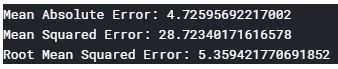 Mean Absolute Error: 4.72595692217002
Mean Squared Error: 28.72340171616578
Root Mean Squared Error: 5.359421770691852